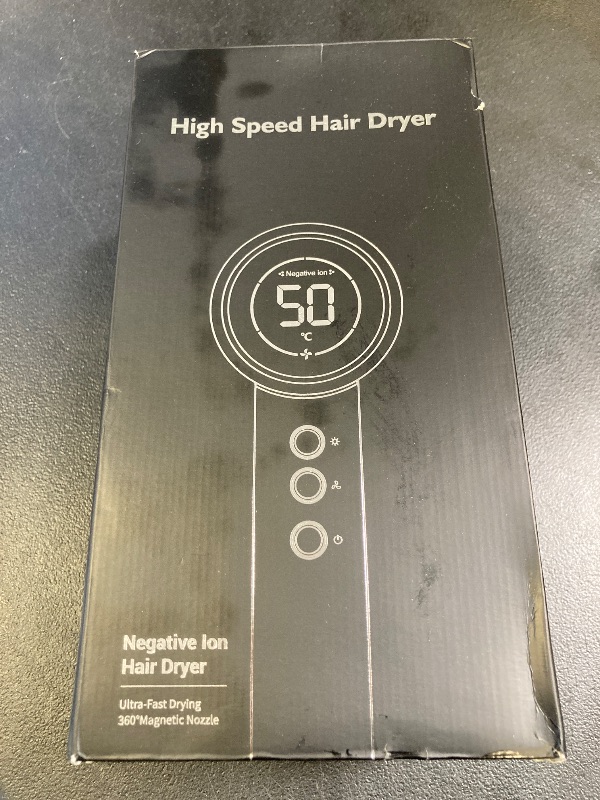 High Speed Hair Dryer
Negative Ion
50
°C
Negative Ion
Hair Dryer
Ultra-Fast Drying
360°Magnetic Nozzle